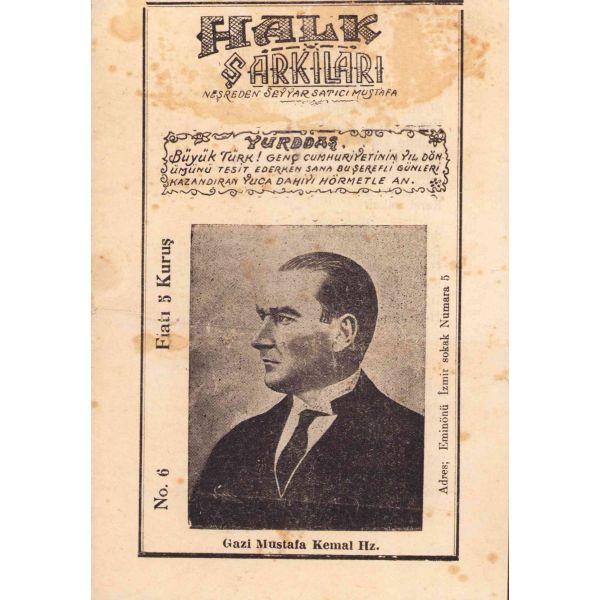 HALK
ŞARKILARI
NEŞREDEN SEYYAR SATICI MUSTAFA
YURDDAŞ.
BÜYÜK TÜRK! GENÇ CUMHURİYETİNİN YIL DÖN
ÜMÜNÜ TESİT EDERKEN SANA BU ŞEREFLİ GÜNLERİ
KAZANDIRAN YUCA DAHİYİ HÖRMETLE AN.
No. 6 Fiatı 5 Kuruş
Adres; Eminönü İzmir sokak Numara 5
Gazi Mustafa Kemal Hz.